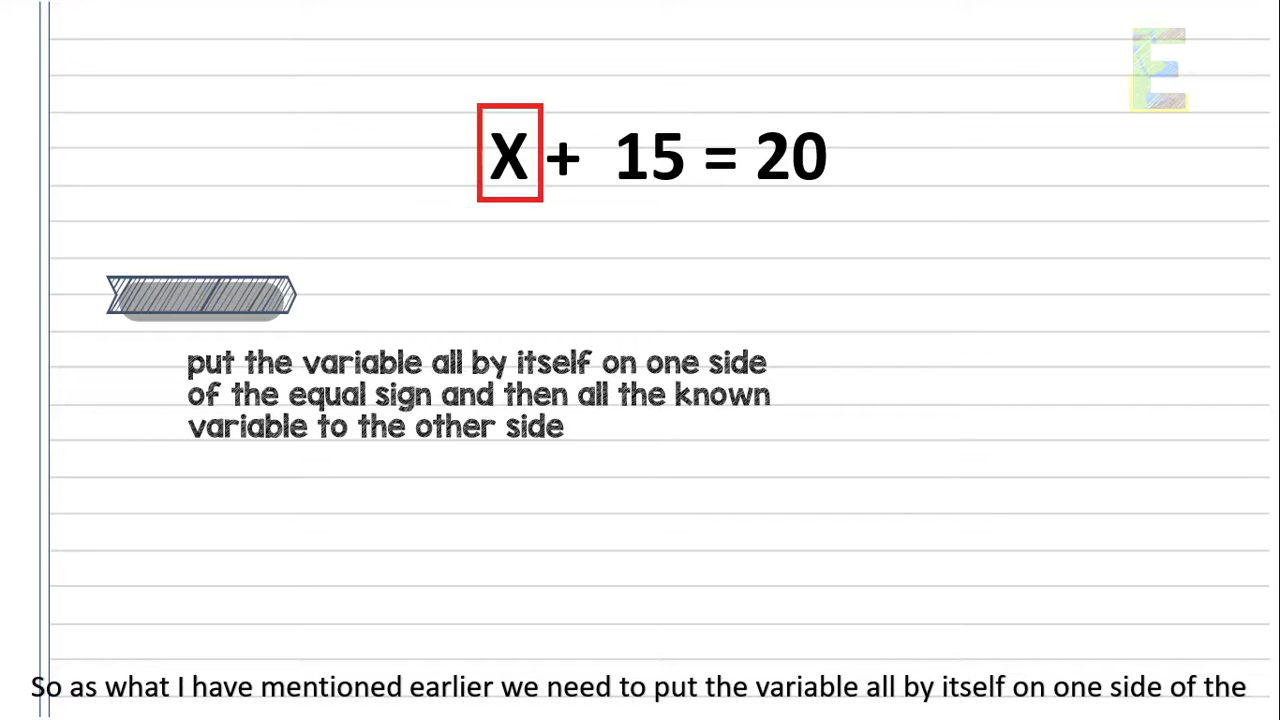 E
X + 15 = 20
put the variable all by itself on one side
of the equal sign and then all the known
variable to the other side
So as what I have mentioned earlier we need to put the variable all by itself on one side of the